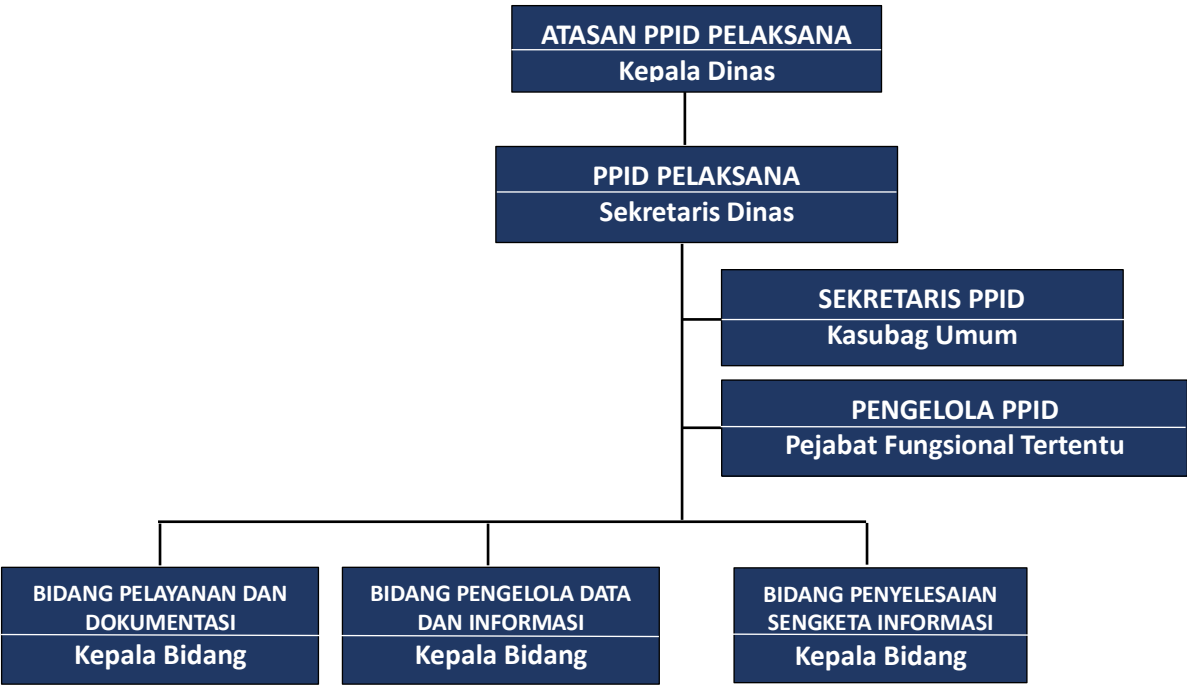 ATASAN PPID PELAKSANA
Kepala Dinas
PPID PELAKSANA
Sekretaris Dinas
SEKRETARIS PPID
Kasubag Umum
PENGELOLA PPID
Pejabat Fungsional Tertentu
BIDANG PELAYANAN DAN
DOKUMENTASI
Kepala Bidang
BIDANG PENGELOLA DATA
DAN INFORMASI
Kepala Bidang
BIDANG PENYELESAIAN
SENGKETA INFORMASI
Kepala Bidang